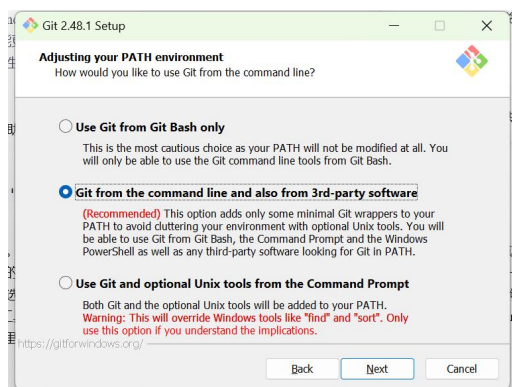 Git 2.48.1 Setup
Adjusting your PATH environment
How would you like to use Git from the command line?
Use Git from Git Bash only
This is the most cautious choice as your PATH will not be modified at all. You
will only be able to use the Git command line tools from Git Bash.
Git from the command line and also from 3rd-party software
(Recommended) This option adds only some minimal Git wrappers to your
PATH to avoid cluttering your environment with optional Unix tools. You will
be able to use Git from Git Bash, the Command Prompt and the Windows
PowerShell as well as any third-party software looking for Git in PATH.
Use Git and optional Unix tools from the Command Prompt
Both Git and the optional Unix tools will be added to your PATH.
Warning: This will override Windows tools like "find" and "sort". Only
use this option if you understand the implications.
https://gitforwindows.org/
Back
Next
Cancel